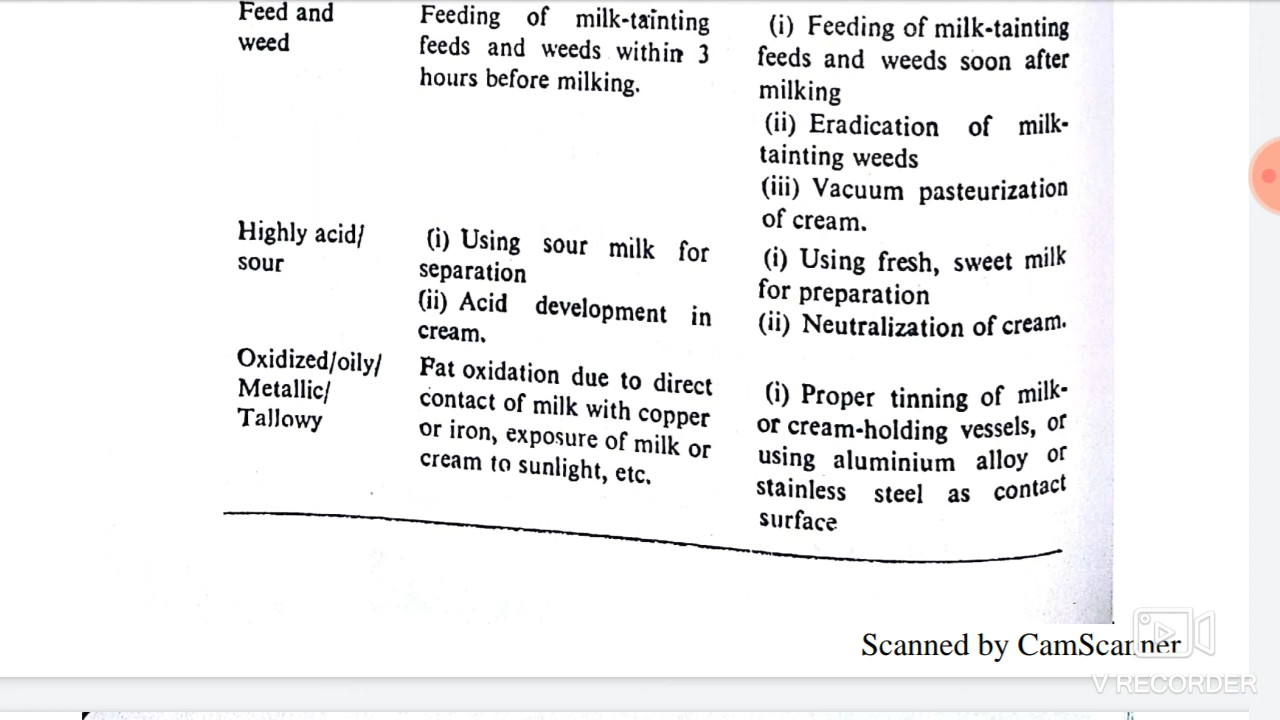 Feed and
weed
Feeding of milk-tainting
feeds and weeds within 3
hours before milking.
(i) Feeding of milk-tainting
feeds and weeds soon after
milking
(ii) Eradication of milk-
tainting weeds
(iii) Vacuum pasteurization
of cream.
Highly acid/
sour
(i) Using sour milk for
separation
(ii) Acid development in
cream.
(i) Using fresh, sweet milk
for preparation
(ii) Neutralization of cream.
Oxidized/oily/
Metallic/
Tallowy
Fat oxidation due to direct
contact of milk with copper
or iron, exposure of milk or
cream to sunlight, etc.
(i) Proper tinning of milk-
or cream-holding vessels, or
using aluminium alloy or
stainless steel as contact
surface
Scanned by CamScanner
V RECORDER